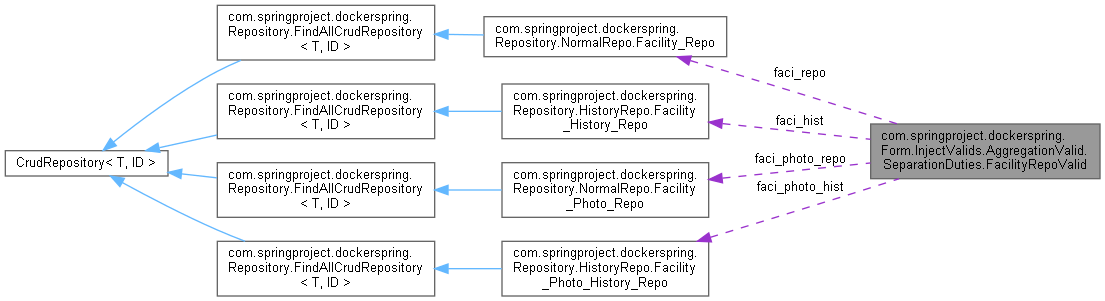 com.springproject.dockerspring.
Repository.FindAllCrudRepository
< T, ID >
com.springproject.dockerspring.
Repository.NormalRepo.Facility_Repo
faci_repo
com.springproject.dockerspring.
Repository.FindAllCrudRepository
< T, ID >
com.springproject.dockerspring.
Repository.HistoryRepo.Facility
_History_Repo
faci_hist
CrudRepository< T, ID >
com.springproject.dockerspring.
Form.InjectValids.AggregationValid.
SeparationDuties.FacilityRepoValid
faci_photo_repo
com.springproject.dockerspring.
Repository.FindAllCrudRepository
< T, ID >
com.springproject.dockerspring.
Repository.NormalRepo.Facility
_Photo_Repo
faci_photo_hist
com.springproject.dockerspring.
Repository.FindAllCrudRepository
< T, ID >
com.springproject.dockerspring.
Repository.HistoryRepo.Facility
_Photo_History_Repo